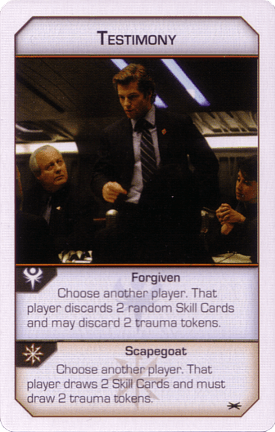 TESTIMONY
Forgiven
Choose another player. That
player discards 2 random Skill Cards
and may discard 2 trauma tokens.
Scapegoat
Choose another player. That
player draws 2 Skill Cards and must
draw 2 trauma tokens.